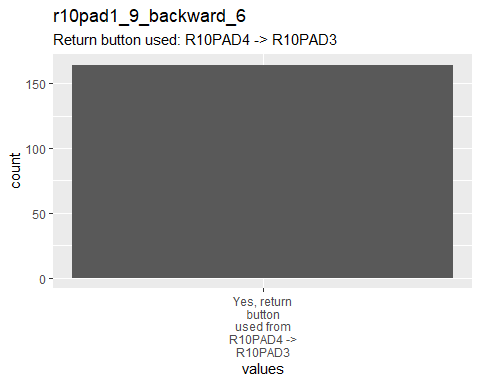 r10pad1_9_backward_6
Return button used: R10PAD4 -> R10PAD3
150
100
50
0
count
Yes, return
button
used from
R10PAD4 ->
R10PAD3
values